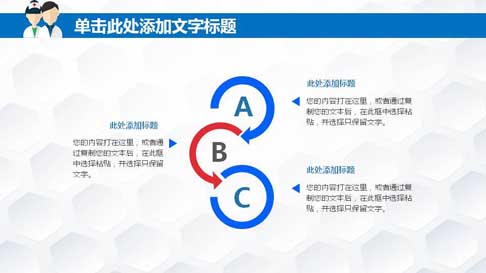 单击此处添加文字标题
A
此处添加标题
您的内容打在这里，或者通过复
制您的文本后，在此框中选择粘
贴，并选择只保留文字。
此处添加标题
您的内容打在这里，或者通过
复制您的文本后，在此框
中选择粘贴，并选择只保留
文字。
B
C
此处添加标题
您的内容打在这里，或者通过复
制您的文本后，在此框中选择粘
贴，并选择只保留文字。